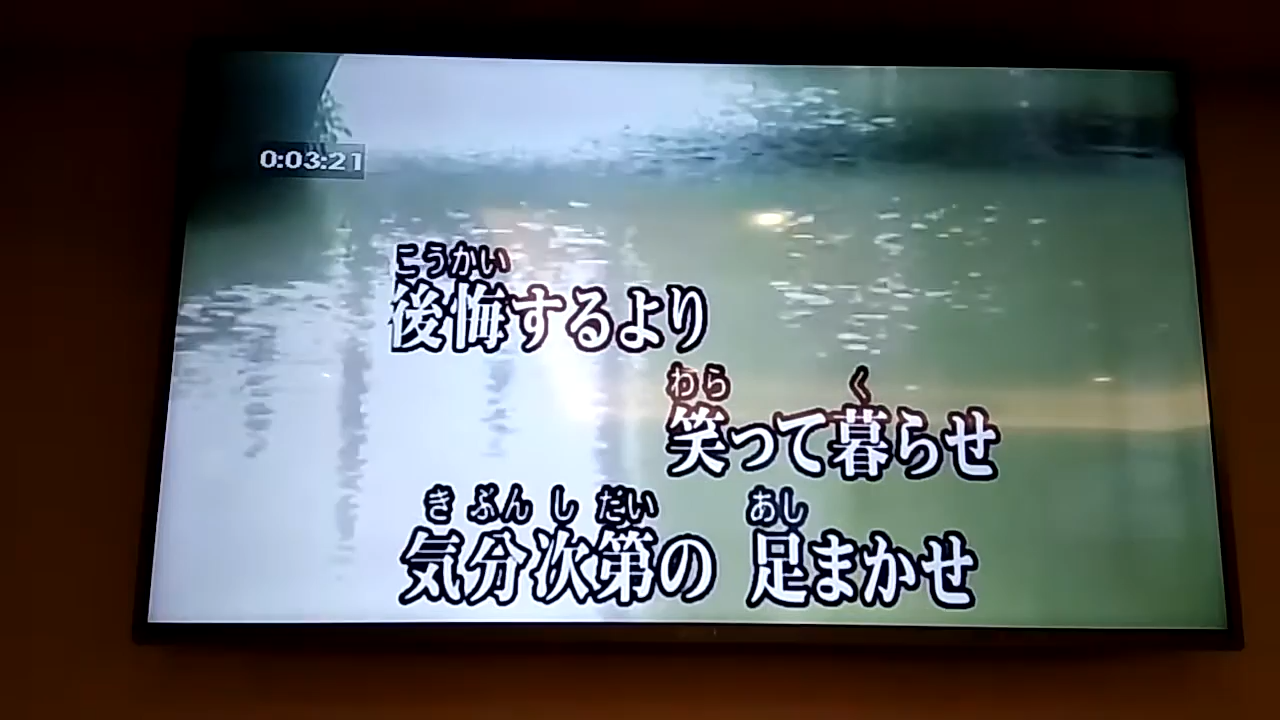 0:03:21
こうかい
後悔するより
わら く
笑って暮らせ
き ぶん し だい あし
気分次第の 足まかせ